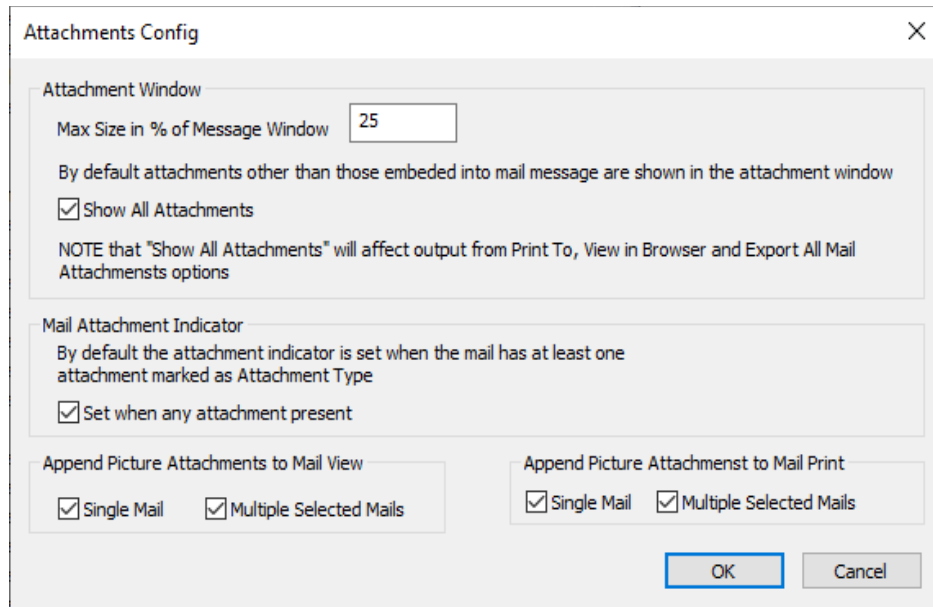 Attachments Config
Attachment Window
Max Size in % of Message Window 25
By default attachments other than those embeded into mail message are shown in the attachment window
Show All Attachments
NOTE that "Show All Attachments" will affect output from Print To, View in Browser and Export All Mail
Attachmensts options
Mail Attachment Indicator
By default the attachment indicator is set when the mail has at least one
attachment marked as Attachment Type
Set when any attachment present
Append Picture Attachments to Mail View
Single Mail Multiple Selected Mails
Append Picture Attachmenst to Mail Print
Single Mail Multiple Selected Mails
OK Cancel